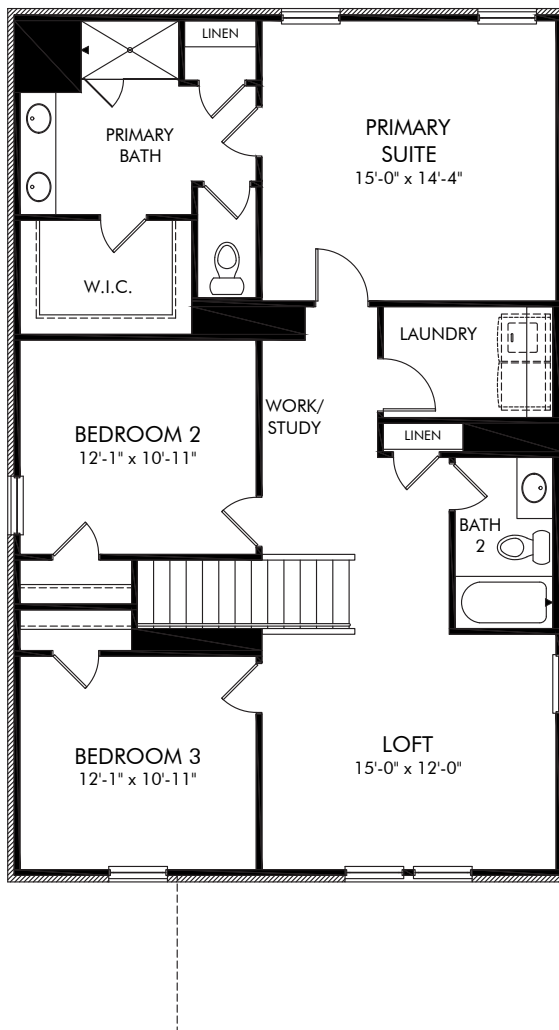 LINEN
PRIMARY
BATH
PRIMARY
SUITE
15'-0" x 14'-4"
W.I.C.
LAUNDRY
WORK/
STUDY
BEDROOM 2
12'-1" x 10'-11"
LINEN
BATH
2
LOFT
15'-0" x 12'-0"
BEDROOM 3
12'-1" x 10'-11"